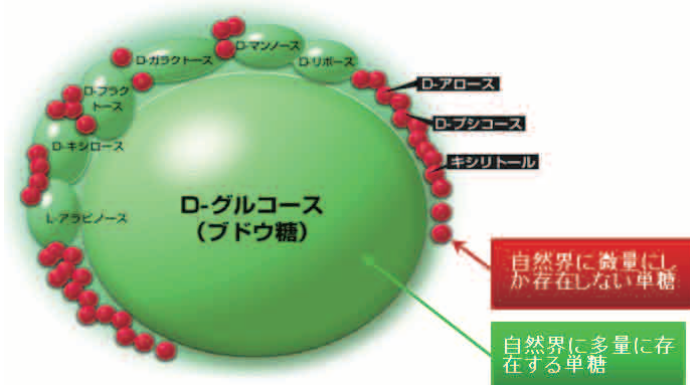 D-マンノース
D-ガラクトース
D-リボース
D-フラク
トース
D-アロース
D-プシコース
D-キシロース
キシリトール
L-アラビノース
D-グルコース
(ブドウ糖)
自然界に微量にし
か存在しない単糖
自然界に多量に存
在する単糖